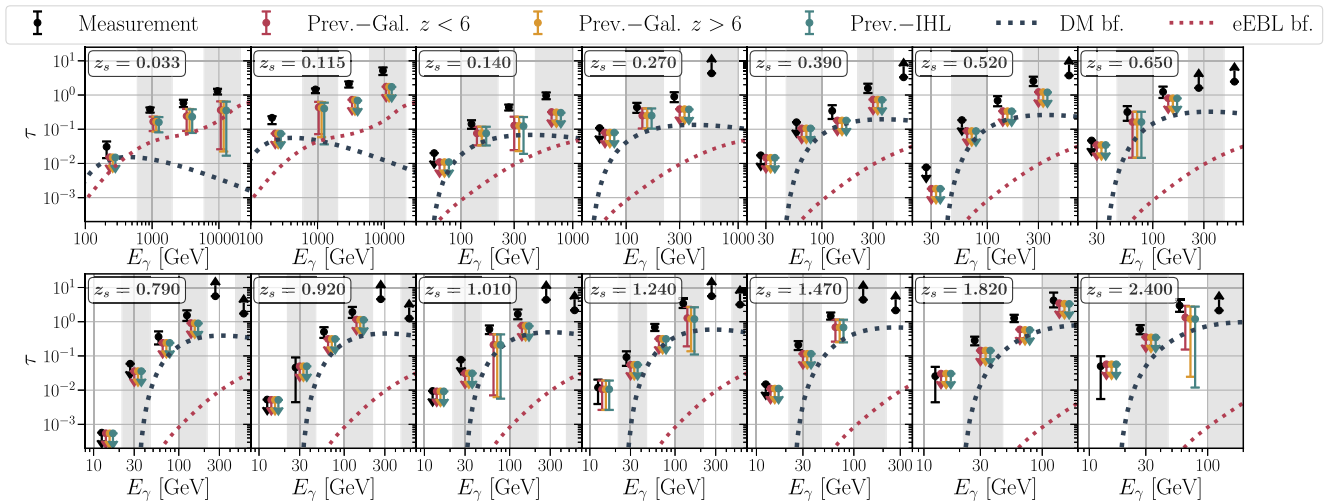 Measurement Prev.−Gal. z < 6 Prev.−Gal. z > 6 Prev.−IHL DM bf. eEBL bf.
z_s = 0.033 z_s = 0.115 z_s = 0.140 z_s = 0.270 z_s = 0.390 z_s = 0.520 z_s = 0.650
10^1
10^0
10^−1
10^−2
10^−3
τ
100 1000 10000 100 1000 10000 100 300 1000 100 300 1000 30 100 300 30 100 300 30 100 300
E_γ [GeV] E_γ [GeV] E_γ [GeV] E_γ [GeV] E_γ [GeV] E_γ [GeV] E_γ [GeV]
z_s = 0.790 z_s = 0.920 z_s = 1.010 z_s = 1.240 z_s = 1.470 z_s = 1.820 z_s = 2.400
10^1
10^0
10^−1
10^−2
10^−3
τ
10 30 100 300 10 30 100 300 10 30 100 300 10 30 100 300 10 30 100 300 10 30 100 10 30 100
E_γ [GeV] E_γ [GeV] E_γ [GeV] E_γ [GeV] E_γ [GeV] E_γ [GeV] E_γ [GeV]